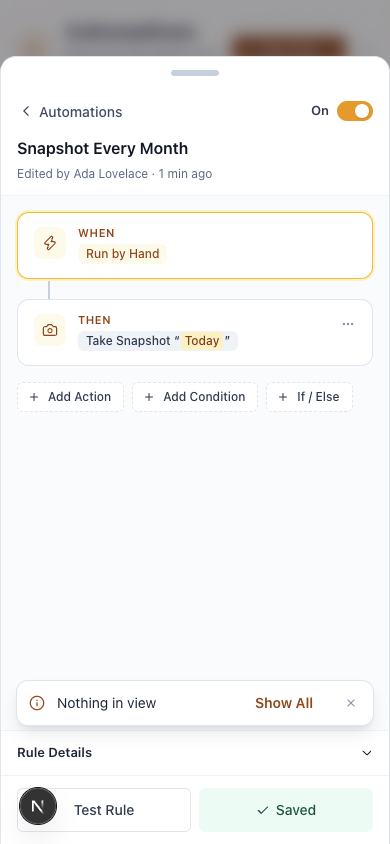 Automations
On
Snapshot Every Month
Edited by Ada Lovelace · 1 min ago
WHEN
Run by Hand
THEN
Take Snapshot “ Today ”
Add Action
Add Condition
If / Else
Nothing in view
Show All
Rule Details
N
Test Rule
Saved